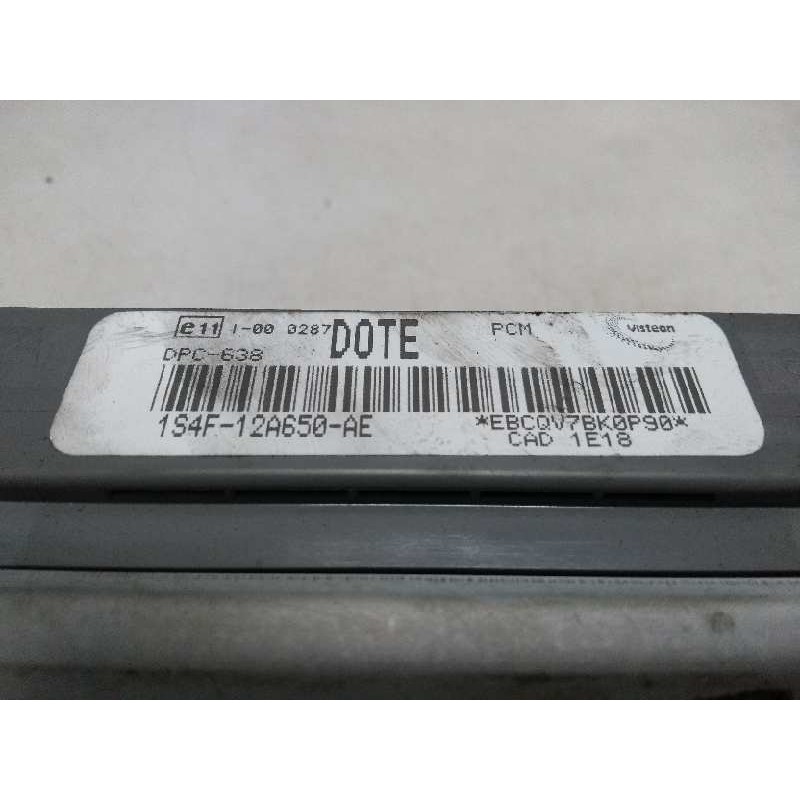 e11 I-00 0287 DOTE PCM Visteon
DPC-638
1S4F-12A650-AE *EBCQV7BK0P90*
CAD 1E18